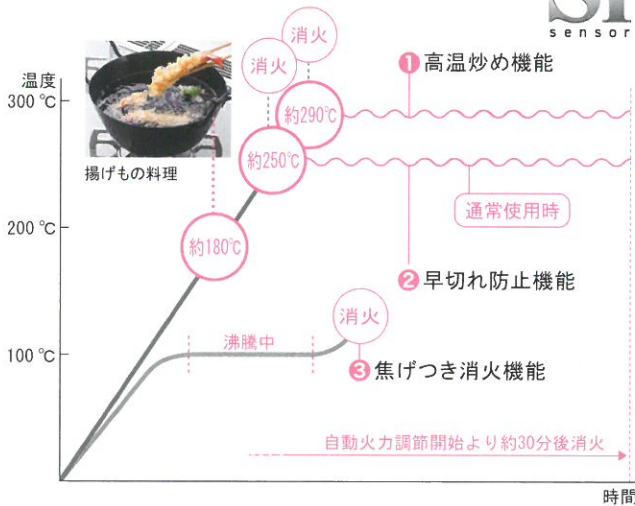 Si
sensor
消火
消火
❶高温炒め機能
温度
300 ℃
約290℃
約250℃
揚げもの料理
通常使用時
200 ℃
約180℃
❷早切れ防止機能
消火
沸騰中
100 ℃
❸焦げつき消火機能
自動火力調節開始より約30分後消火
時間